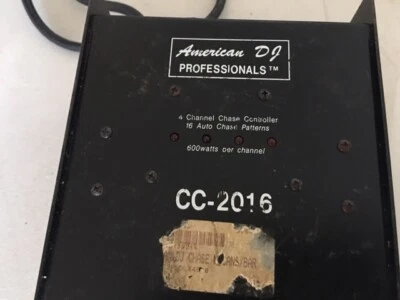 American DJ
PROFESSIONALS™
4 Channel Chase Controller
16 Auto Chase Patterns
600watts per channel
CC-2016